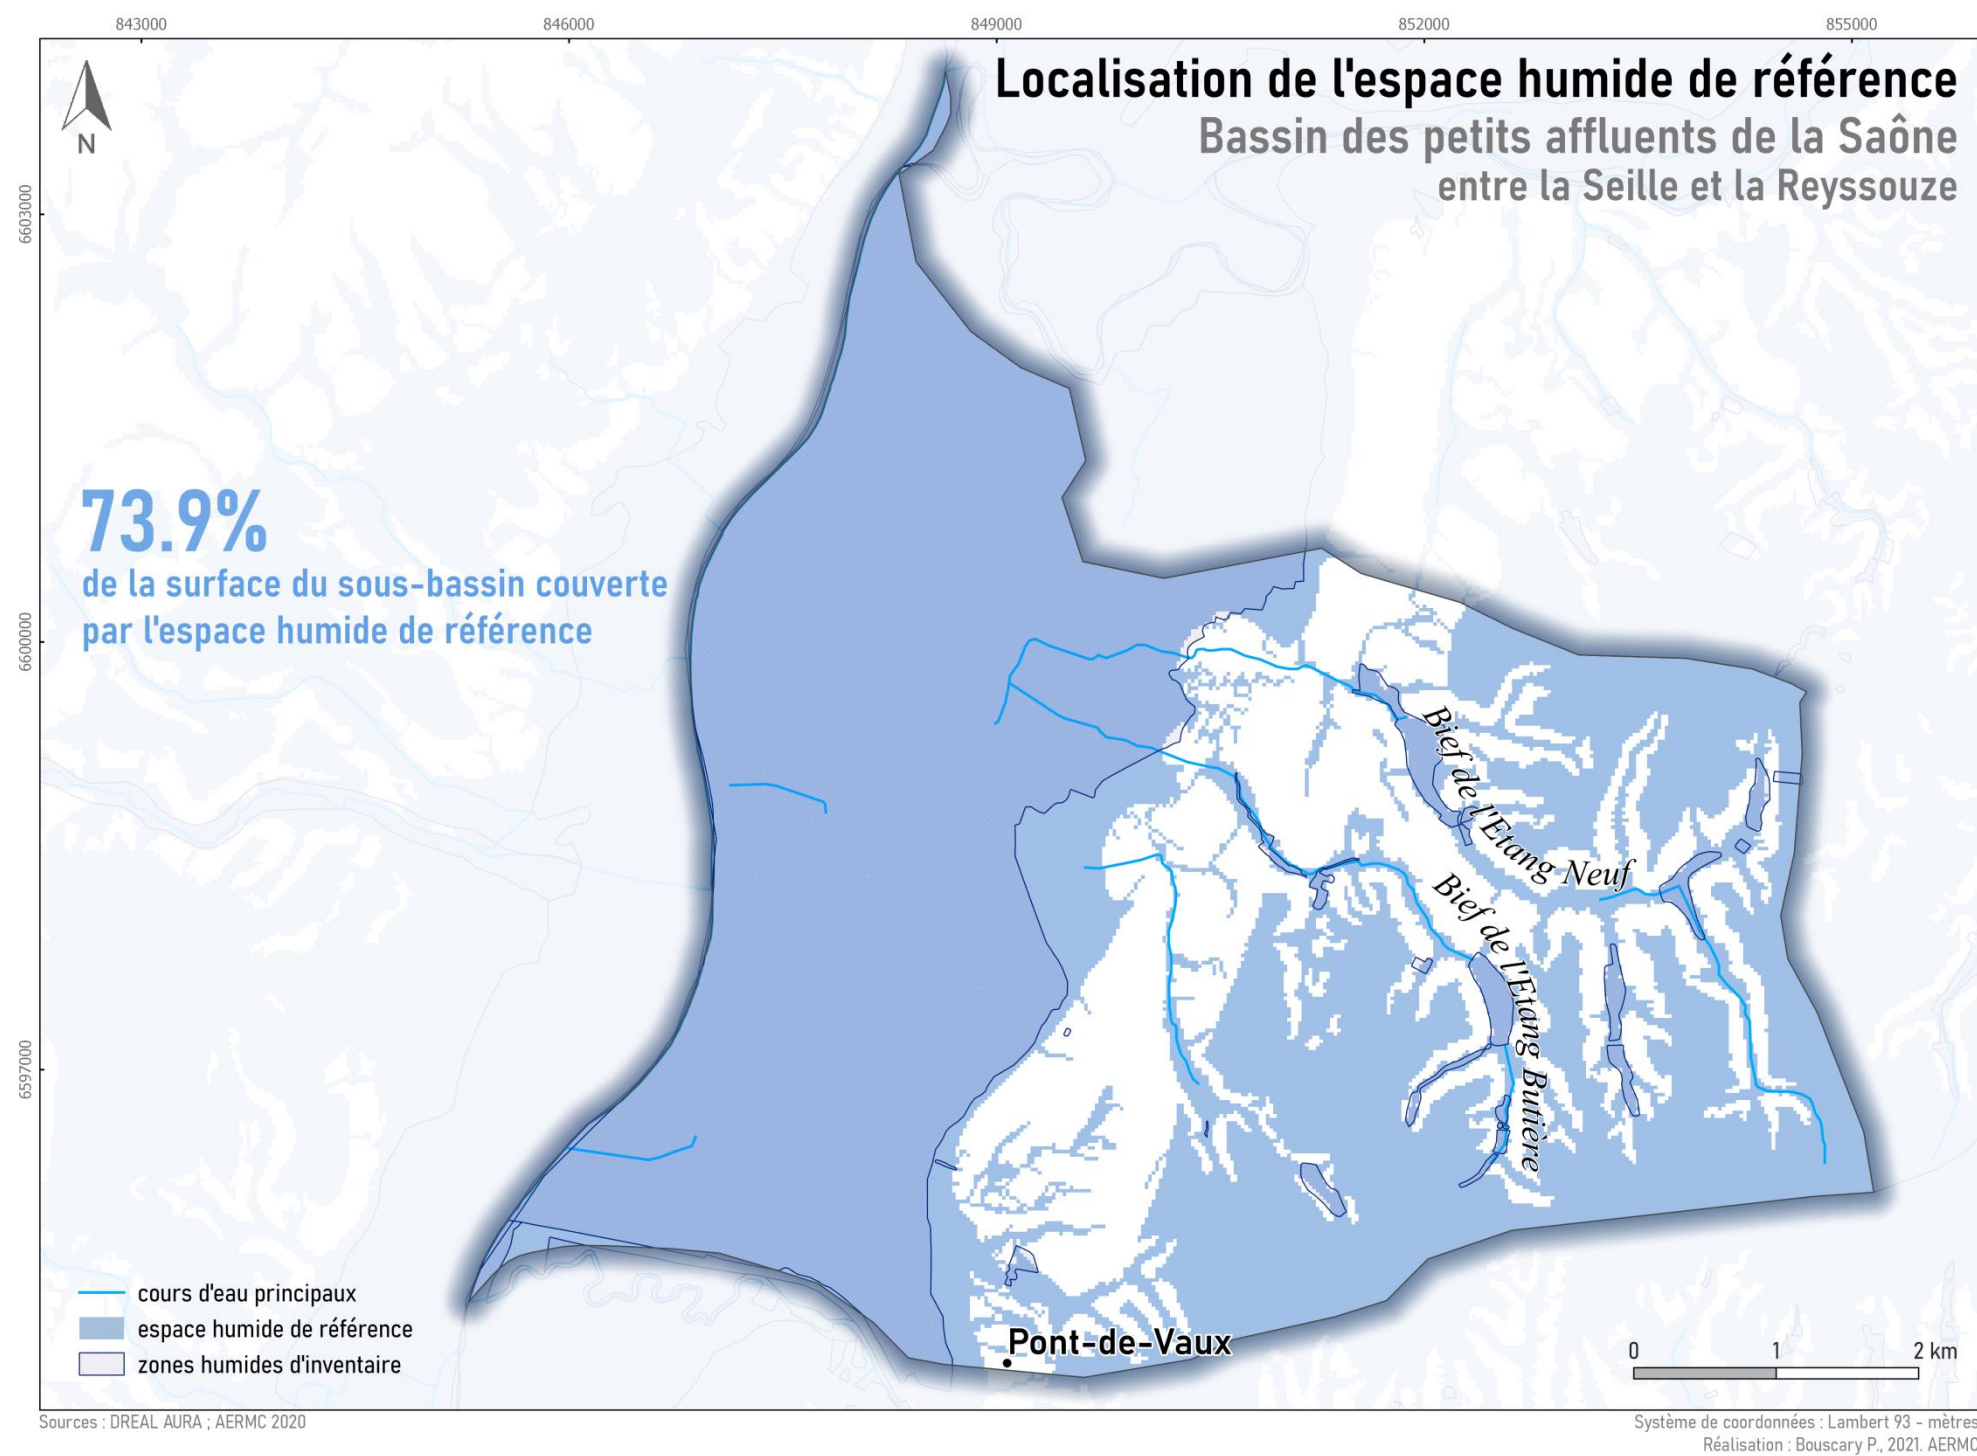 843000
846000
849000
852000
855000
Localisation de l'espace humide de référence
Bassin des petits affluents de la Saône
entre la Seille et la Reyssouze
N
6603000
73.9%
de la surface du sous-bassin couverte
par l'espace humide de référence
6600000
Bief de l'Etang Neuf
Bief de l'Etang Butière
6597000
cours d'eau principaux
espace humide de référence
zones humides d'inventaire
Pont-de-Vaux
0 1 2 km
Sources : DREAL AURA ; AERMC 2020
Système de coordonnées : Lambert 93 - mètres
Réalisation : Bouscary P., 2021. AERMC